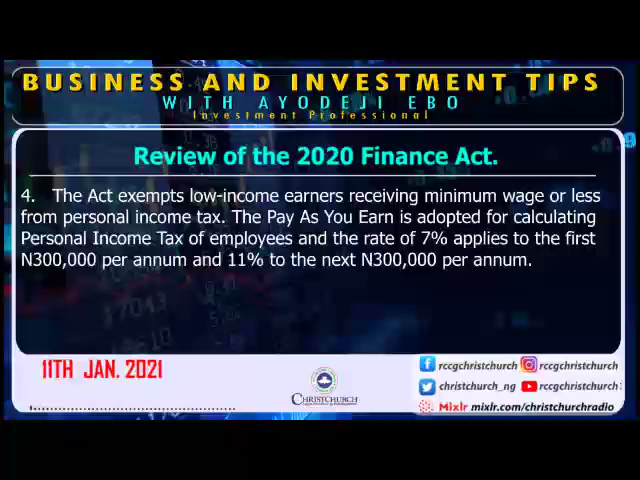 BUSINESS AND INVESTMENT TIPS
WITH AYODEJI EBO
Investment Professional
Review of the 2020 Finance Act.
4. The Act exempts low-income earners receiving minimum wage or less
from personal income tax. The Pay As You Earn is adopted for calculating
Personal Income Tax of employees and the rate of 7% applies to the first
N300,000 per annum and 11% to the next N300,000 per annum.
11TH JAN. 2021
rccgchristchurch rccgchristchurch
christchurch_ng rccgchristchurch
Mixlr mixlr.com/christchurchradio
CHRISTCHURCH